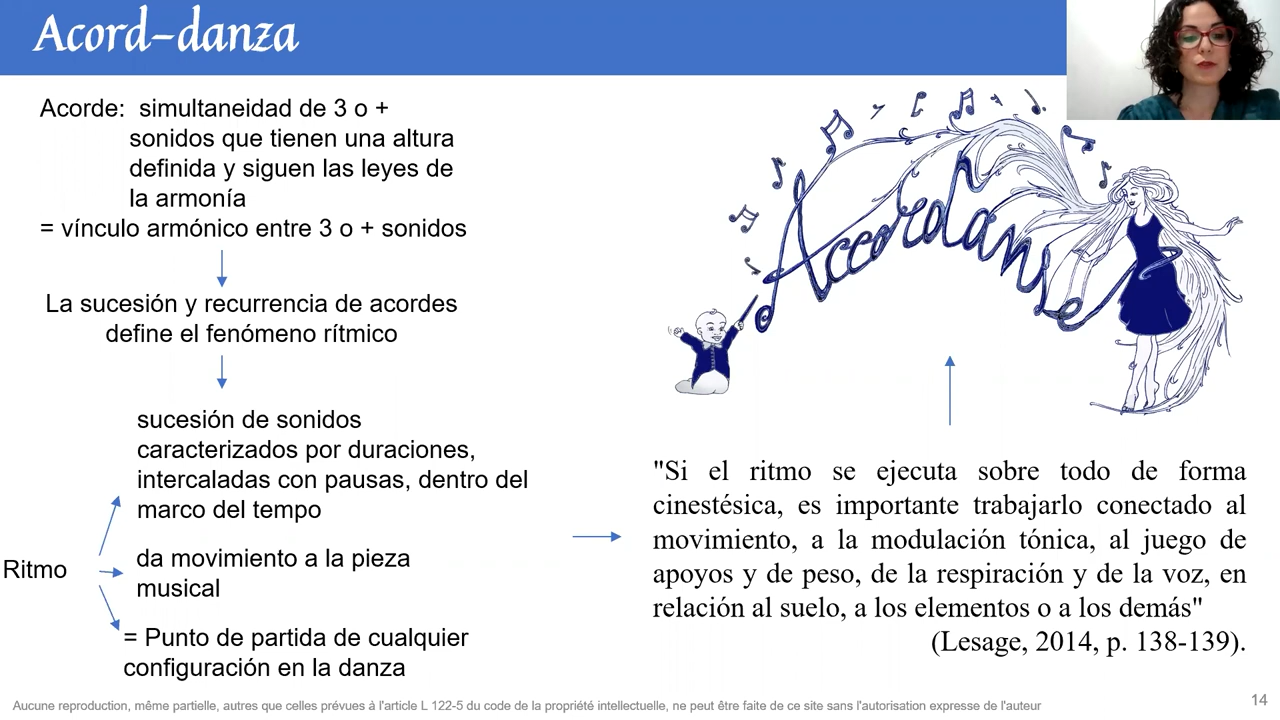 Acord-danza
Acorde: simultaneidad de 3 o +
sonidos que tienen una altura
definida y siguen las leyes de
la armonía
= vínculo armónico entre 3 o + sonidos
La sucesión y recurrencia de acordes
define el fenómeno rítmico
sucesión de sonidos
caracterizados por duraciones,
intercaladas con pausas, dentro del
marco del tempo
Ritmo
da movimiento a la pieza
musical
= Punto de partida de cualquier
configuración en la danza
Accordanse
"Si el ritmo se ejecuta sobre todo de forma
cinestésica, es importante trabajarlo conectado al
movimiento, a la modulación tónica, al juego de
apoyos y de peso, de la respiración y de la voz, en
relación al suelo, a los elementos o a los demás"
(Lesage, 2014, p. 138-139).
Aucune reproduction, même partielle, autres que celles prévues à l'article L 122-5 du code de la propriété intellectuelle, ne peut être faite de ce site sans l'autorisation expresse de l'auteur
14